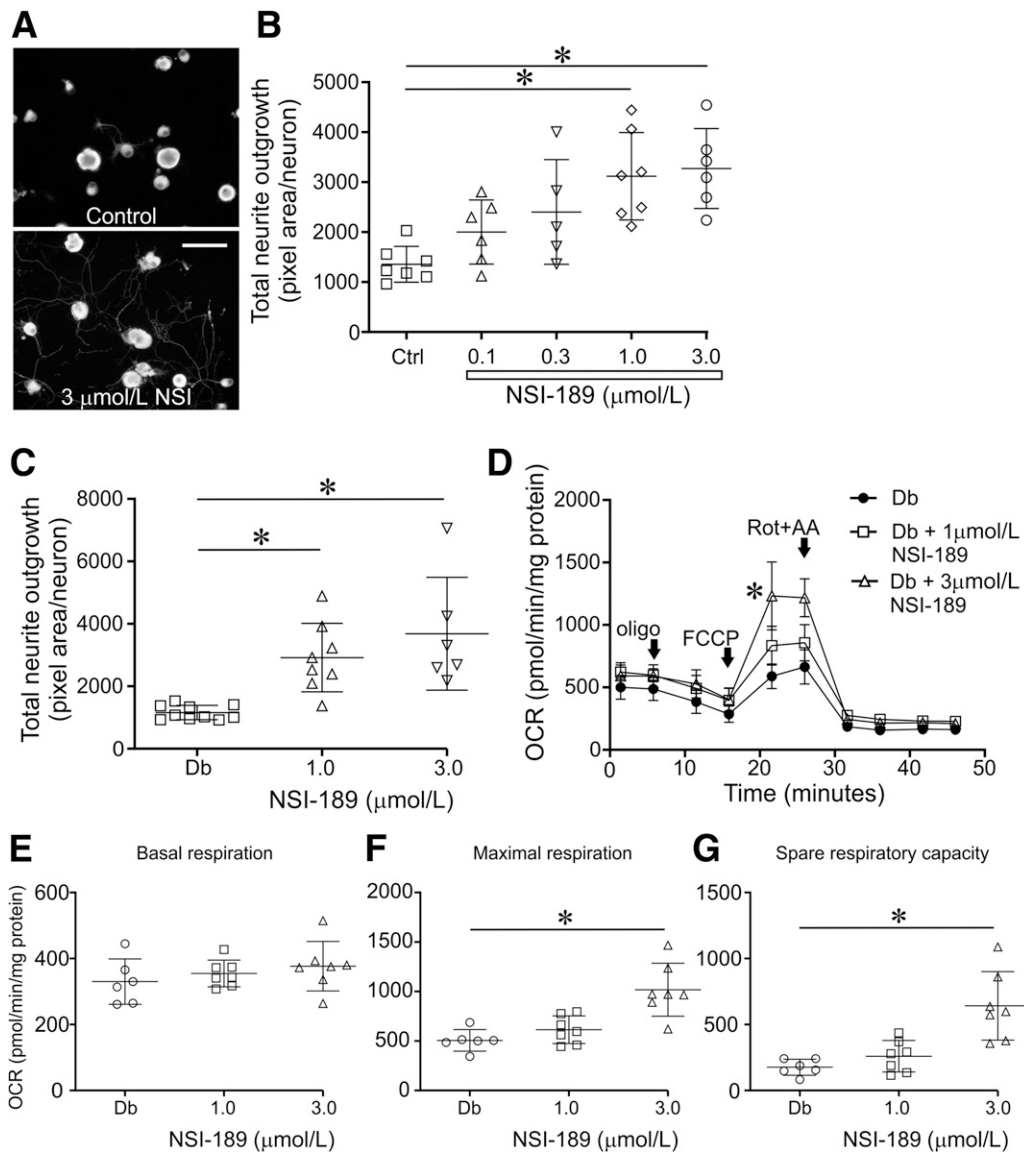 A
Control
3 μmol/L NSI
B
Total neurite outgrowth
(pixel area/neuron)
5000
4000
3000
2000
1000
0
*
*
Ctrl
0.1
0.3
1.0
3.0
NSI-189 (μmol/L)
C
Total neurite outgrowth
(pixel area/neuron)
8000
6000
4000
2000
0
*
*
Db
1.0
3.0
NSI-189 (μmol/L)
D
OCR (pmol/min/mg protein)
2000
1500
1000
500
0
oligo
FCCP
*
Rot+AA
Db
Db + 1μmol/L
NSI-189
Db + 3μmol/L
NSI-189
0
10
20
30
40
50
Time (minutes)
E
Basal respiration
OCR (pmol/min/mg protein)
600
400
200
0
Db
1.0
3.0
NSI-189 (μmol/L)
F
Maximal respiration
2000
1500
1000
500
0
*
Db
1.0
3.0
NSI-189 (μmol/L)
G
Spare respiratory capacity
1500
1000
500
0
*
Db
1.0
3.0
NSI-189 (μmol/L)